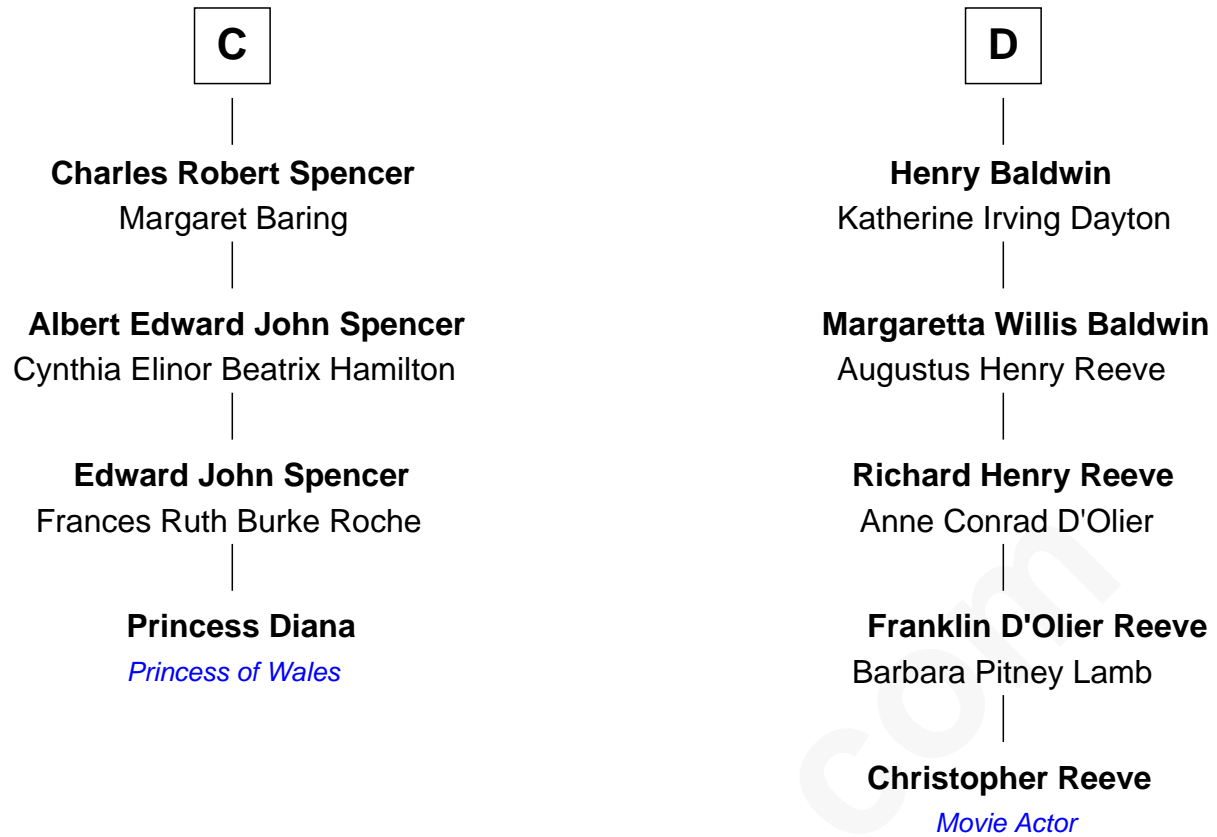 C
Charles Robert Spencer
Margaret Baring
Albert Edward John Spencer
Cynthia Elinor Beatrix Hamilton
Edward John Spencer
Frances Ruth Burke Roche
Princess Diana
Princess of Wales
D
Henry Baldwin
Katherine Irving Dayton
Margaretta Willis Baldwin
Augustus Henry Reeve
Richard Henry Reeve
Anne Conrad D'Olier
Franklin D'Olier Reeve
Barbara Pitney Lamb
Christopher Reeve
Movie Actor
com